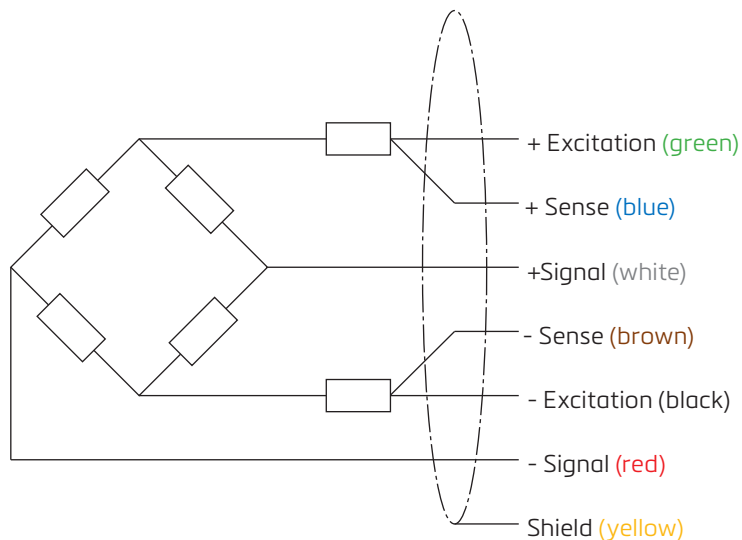 + Excitation (green)
+ Sense (blue)
+Signal (white)
- Sense (brown)
- Excitation (black)
- Signal (red)
Shield (yellow)